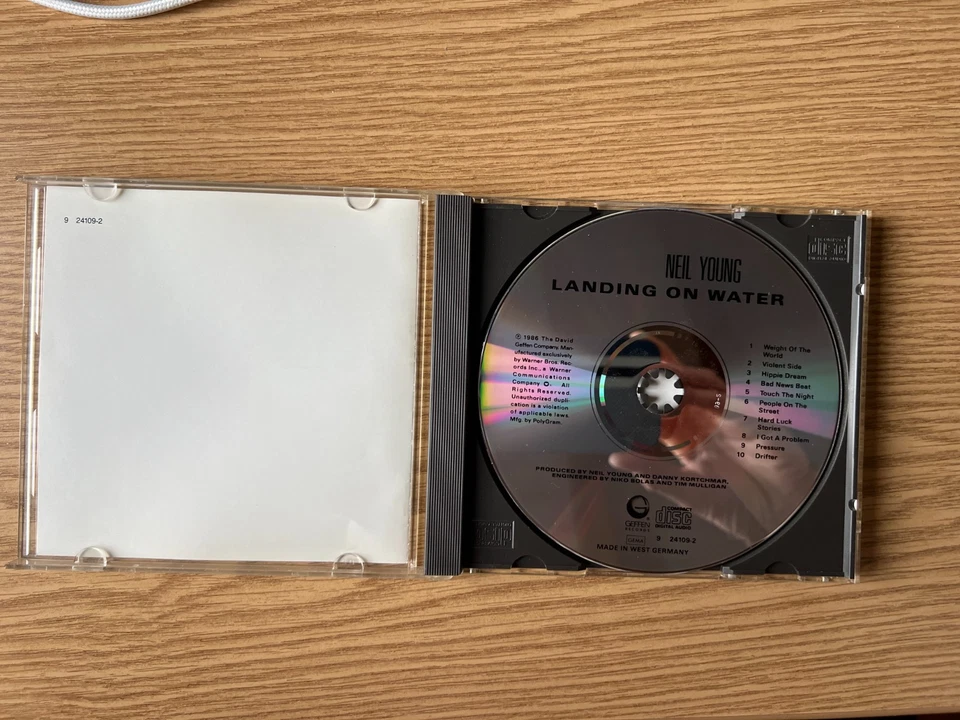 9 24109-2
COMPACT
disc
DIGITAL AUDIO
NEIL YOUNG
LANDING ON WATER
℗ 1986 The David
Geffen Company. Man-
ufactured exclusively
by Warner Bros. Rec-
ords Inc., a Warner
Communications
Company. All
Rights Reserved.
Unauthorized dupli-
cation is a violation
of applicable laws.
Mfg. by PolyGram.
1 Weight Of The
World
2 Violent Side
3 Hippie Dream
4 Bad News Beat
5 Touch The Night
6 People On The
Street
7 Hard Luck
Stories
8 I Got A Problem
9 Pressure
10 Drifter
PRODUCED BY NEIL YOUNG AND DANNY KORTCHMAR.
ENGINEERED BY NIKO BOLAS AND TIM MULLIGAN.
GEFFEN
RECORDS
COMPACT
disc
DIGITAL AUDIO
GEMA
9 24109-2
MADE IN WEST GERMANY